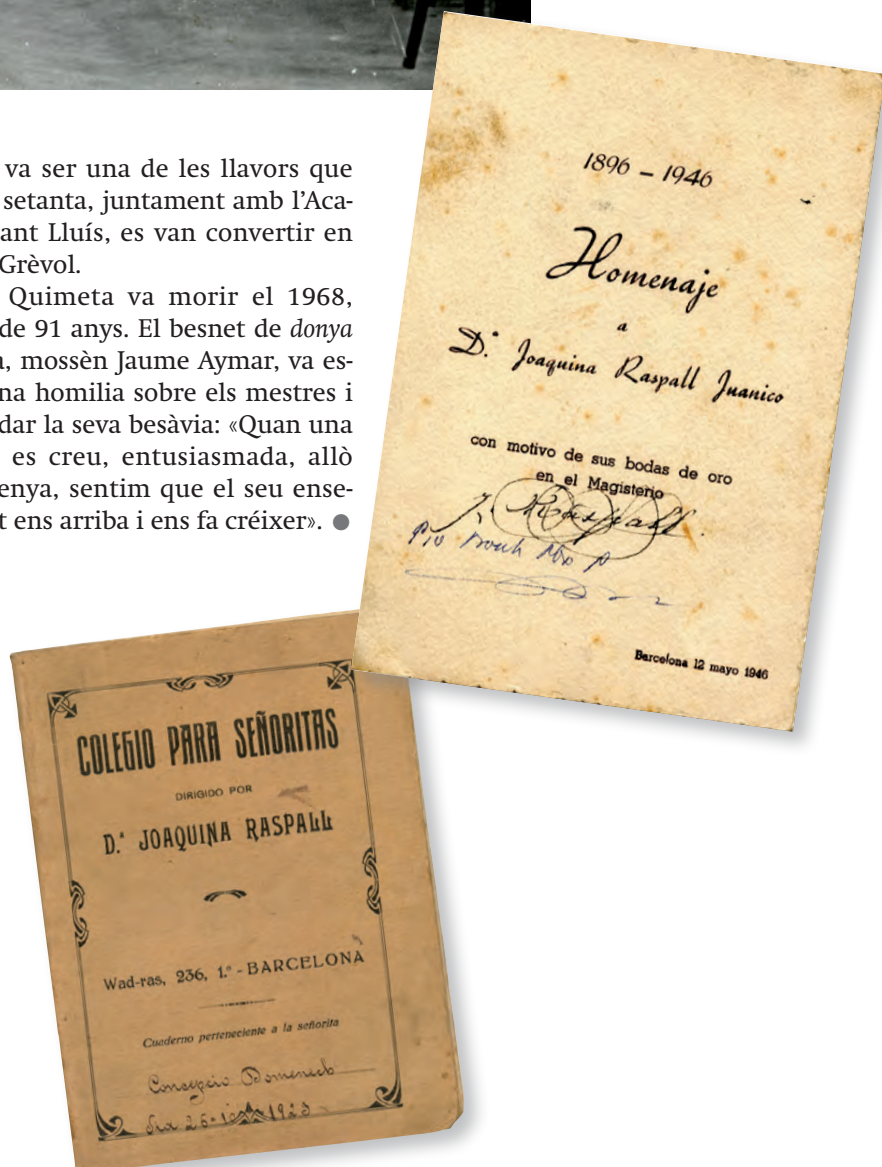 va ser una de les llavors que
setanta, juntament amb l'Aca-
ant Lluís, es van convertir en
Grèvol.
Quimeta va morir el 1968,
de 91 anys. El besnet de donya
a, mossèn Jaume Aymar, va es-
na homilia sobre els mestres i
dar la seva besàvia: «Quan una
es creu, entusiasmada, allò
enya, sentim que el seu ense-
t ens arriba i ens fa créixer». ●
1896 – 1946
Homenaje
a
D.ª Joaquina Raspall Juanico
con motivo de sus bodas de oro
en el Magisterio
J. Raspall
Barcelona 12 mayo 1946
COLEGIO PARA SEÑORITAS
DIRIGIDO POR
D.ª JOAQUINA RASPALL
Wad-ras, 236, 1.º - BARCELONA
Cuaderno perteneciente a la señorita
Domenech
1923